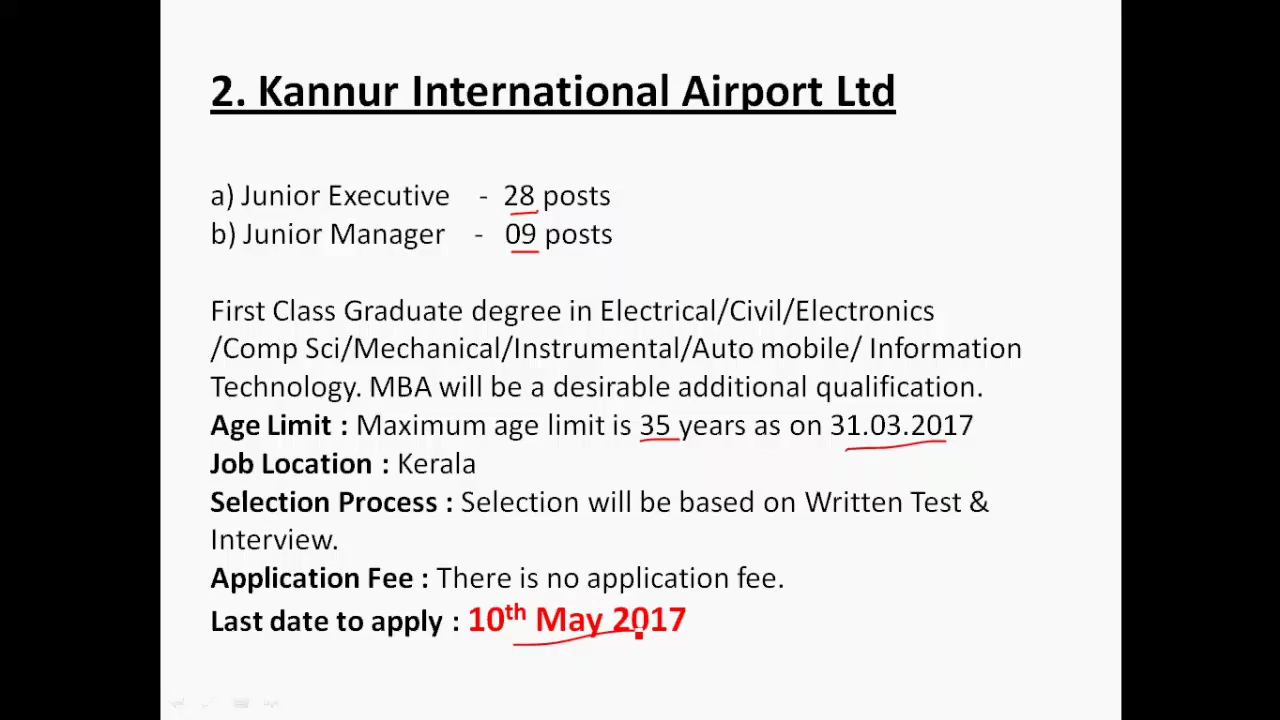 2. Kannur International Airport Ltd
a) Junior Executive - 28 posts
b) Junior Manager - 09 posts
First Class Graduate degree in Electrical/Civil/Electronics
/Comp Sci/Mechanical/Instrumental/Auto mobile/ Information
Technology. MBA will be a desirable additional qualification.
Age Limit : Maximum age limit is 35 years as on 31.03.2017
Job Location : Kerala
Selection Process : Selection will be based on Written Test &
Interview.
Application Fee : There is no application fee.
Last date to apply : 10th May 2017